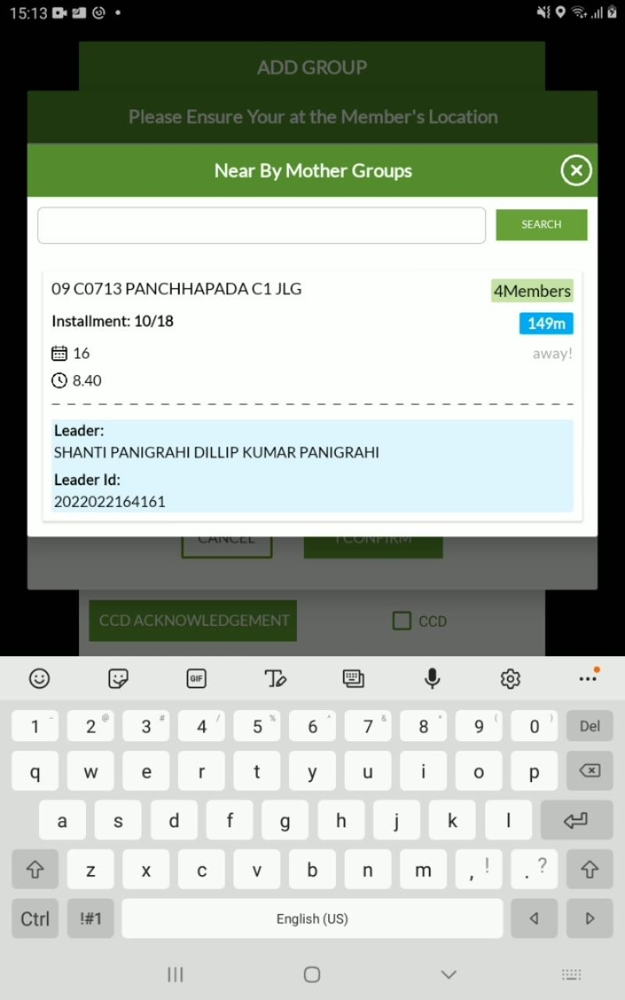 15:13
ADD GROUP
Please Ensure Your at the Member's Location
Near By Mother Groups
SEARCH
09 C0713 PANCHHAPADA C1 JLG
4Members
Installment: 10/18
149m
16
away!
8.40
Leader:
SHANTI PANIGRAHI DILLIP KUMAR PANIGRAHI
Leader Id:
2022022164161
CANCEL I CONFIRM
CCD ACKNOWLEDGEMENT CCD
GIF
1 - 2 @ 3 # 4 / 5 % 6 ^ 7 & 8 * 9 ( 0 ) Del
q w e r t y u i o p
a s d f g h j k l
z x c v b n m , ! . ?
Ctrl !#1 English (US)